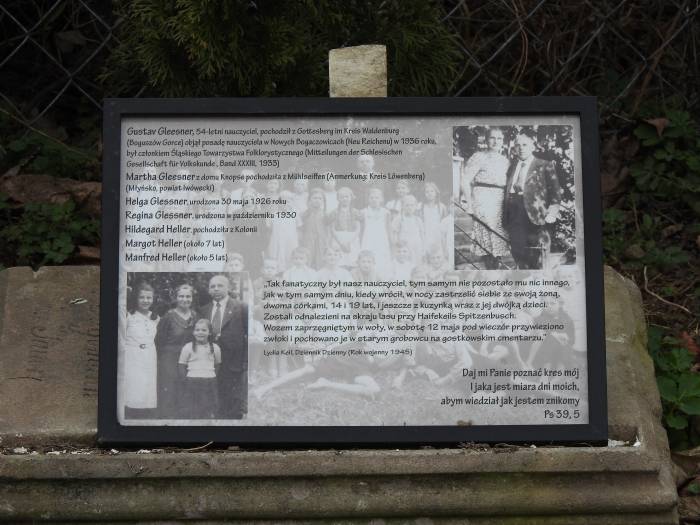 Gustav Gleesner, 54-letni nauczyciel, pochodził z Gottesberg im Kreis Waldenburg
(Boguszów Gorce) objął posadę nauczyciela w Nowych Bogaczowicach (Neu Reichenu) w 1936 roku,
był członkiem Śląskiego Towarzystwa Folklorystycznego (Mitteilungen der Schlesischen
Gesellschaft für Volkskunde, Band XXXIII, 1933)
Martha Gleesner z domu Knopse pochodziła z Mühlseiffen (Anmerkung: Kreis Löwenberg)
(Młyńsko, powiat lwówecki)
Helga Glessner, urodzona 30 maja 1926 roku
Regina Glessner, urodzona w październiku 1930
Hildegard Heller, pochodziła z Kolonii
Margot Heller (około 7 lat)
Manfred Heller (około 5 lat)
„Tak fanatyczny był nasz nauczyciel, tym samym nie pozostało mu nic innego,
jak w tym samym dniu, kiedy wrócił, w nocy zastrzelić siebie ze swoją żoną,
dwoma córkami, 14 i 19 lat, i jeszcze z kuzynką wraz z jej dwójką dzieci.
Zostali odnalezieni na skraju lasu przy Haifekeils Spitzenbusch.
Wozem zaprzęgniętym w woły, w sobotę 12 maja pod wieczór przywieziono
zwłoki i pochowano je w starym grobowcu na gostkowskim cmentarzu."
Lydia Keil, Dziennik Dzienny (Rok wojenny 1945)
Daj mi Panie poznać kres mój
I jaka jest miara dni moich,
abym wiedział jak jestem znikomy
Ps 39, 5